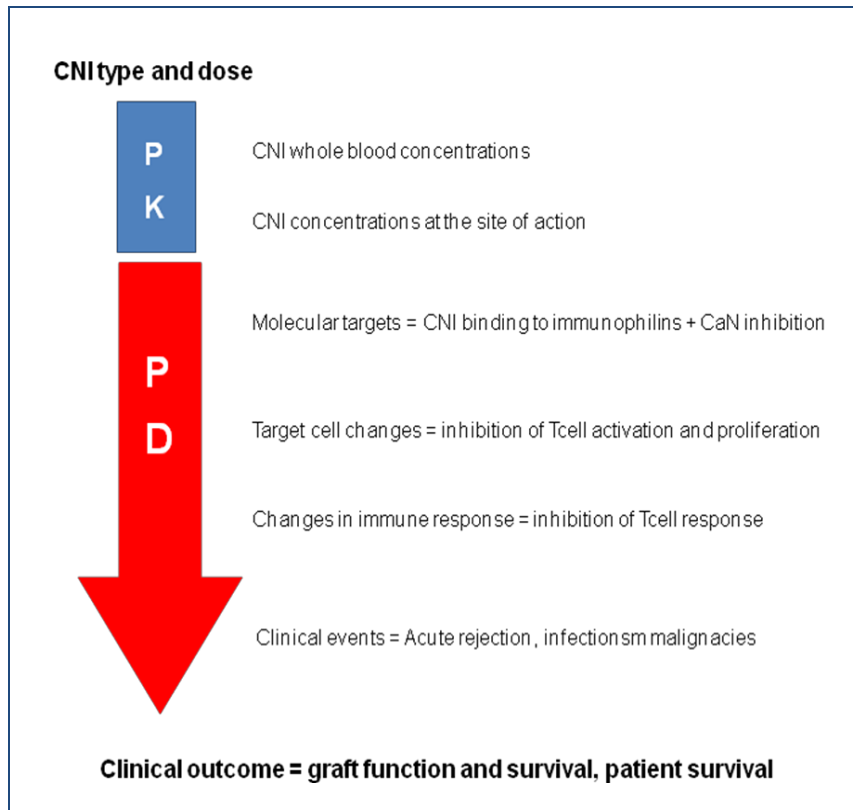 CNI type and dose
P
K
CNI whole blood concentrations
CNI concentrations at the site of action
P
D
Molecular targets = CNI binding to immunophilins + CaN inhibition
Target cell changes = inhibition of Tcell activation and proliferation
Changes in immune response = inhibition of Tcell response
Clinical events = Acute rejection, infectionsm malignacies
Clinical outcome = graft function and survival, patient survival